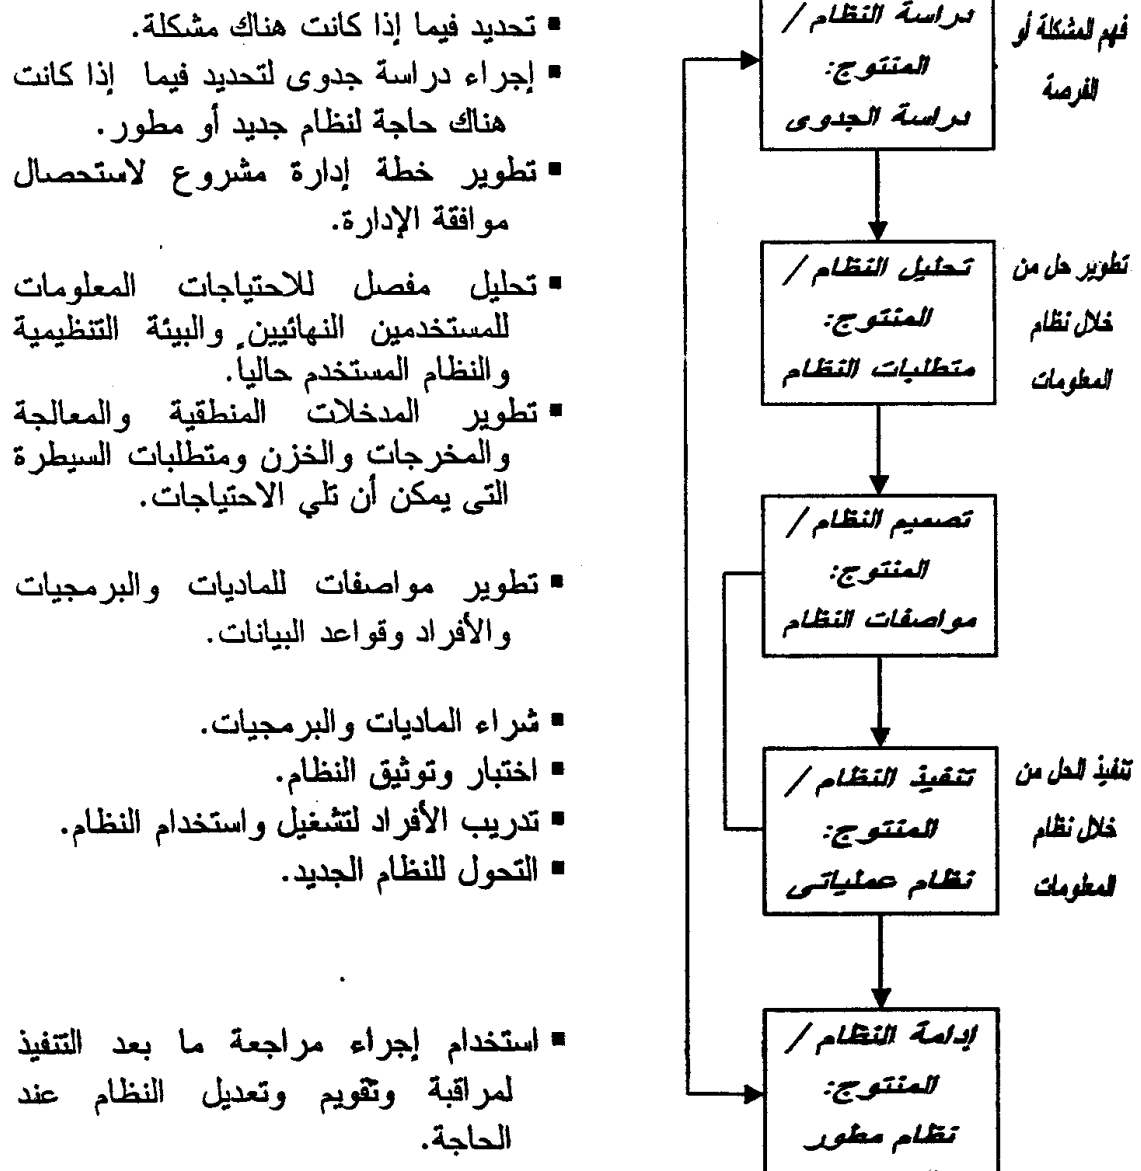 فهم المشكلة أو
الفرصة
دراسة النظام /
المنتوج:
دراسة الجدوى
▪ تحديد فيما إذا كانت هناك مشكلة.
▪ إجراء دراسة جدوى لتحديد فيما إذا كانت
هناك حاجة لنظام جديد أو مطور.
▪ تطوير خطة إدارة مشروع لاستحصال
موافقة الإدارة.
تطوير حل من
خلال نظام
المعلومات
تحليل النظام /
المنتوج:
متطلبات النظام
▪ تحليل مفصل للاحتياجات المعلومات
للمستخدمين النهائيين والبيئة التنظيمية
والنظام المستخدم حالياً.
▪ تطوير المدخلات المنطقية والمعالجة
والمخرجات والخزن ومتطلبات السيطرة
التى يمكن أن تلي الاحتياجات.
تصميم النظام /
المنتوج:
مواصفات النظام
▪ تطوير مواصفات للماديات والبرمجيات
والأفراد وقواعد البيانات.
تنفيذ الحل من
خلال نظام
المعلومات
تنفيذ النظام /
المنتوج:
نظام عملياتى
▪ شراء الماديات والبرمجيات.
▪ اختبار وتوثيق النظام.
▪ تدريب الأفراد لتشغيل واستخدام النظام.
▪ التحول للنظام الجديد.
إدامة النظام /
المنتوج:
نظام مطور
▪ استخدام إجراء مراجعة ما بعد التنفيذ
لمراقبة وتقويم وتعديل النظام عند
الحاجة.